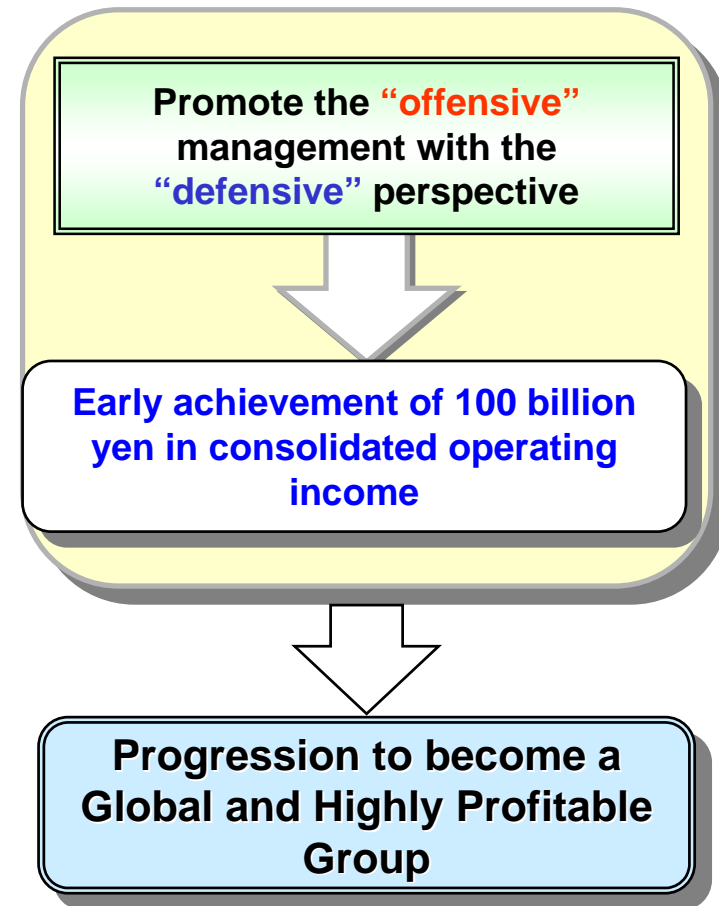 Promote the “offensive”
management with the
“defensive” perspective
Early achievement of 100 billion
yen in consolidated operating
income
Progression to become a
Global and Highly Profitable
Group